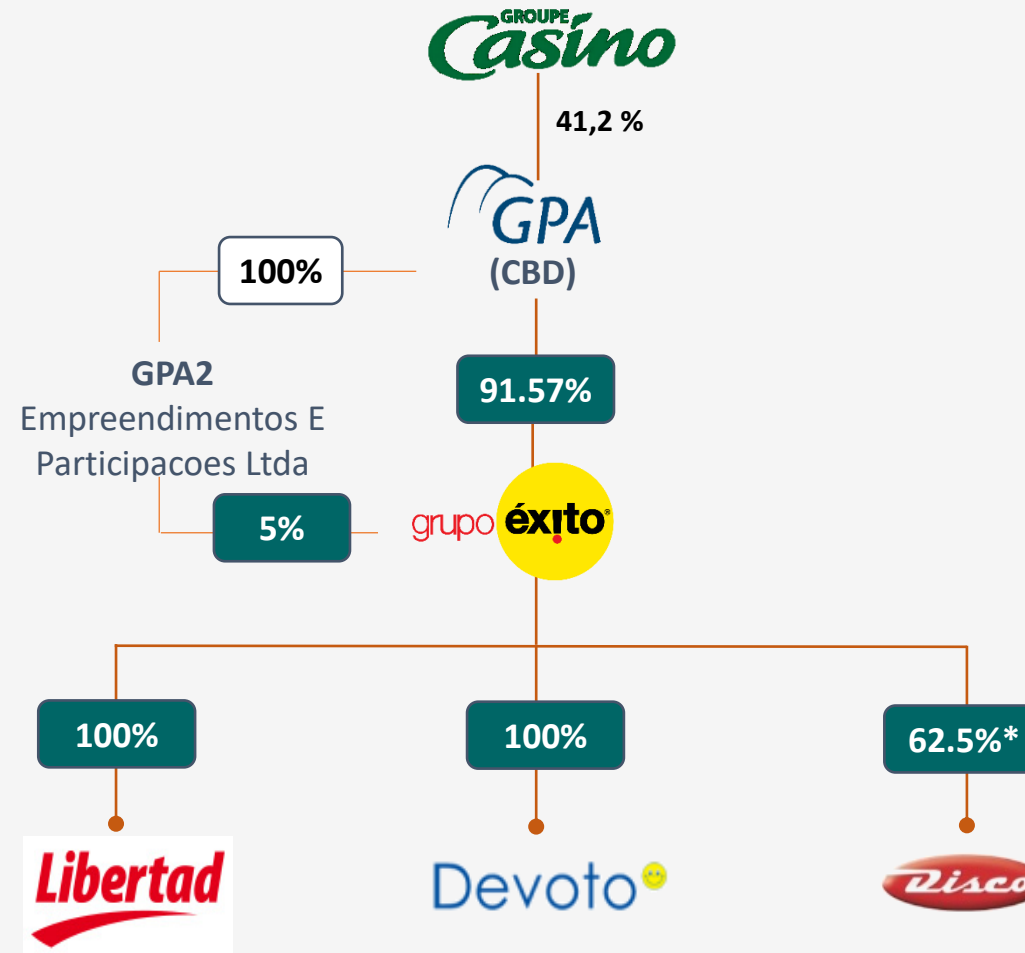 GROUPE
Casino
41,2 %
GPA
(CBD)
100%
GPA2
Empreendimentos E
Participacoes Ltda
91.57%
5%
grupo éxito®
100%
100%
62.5%*
Libertad
Devoto
Disco